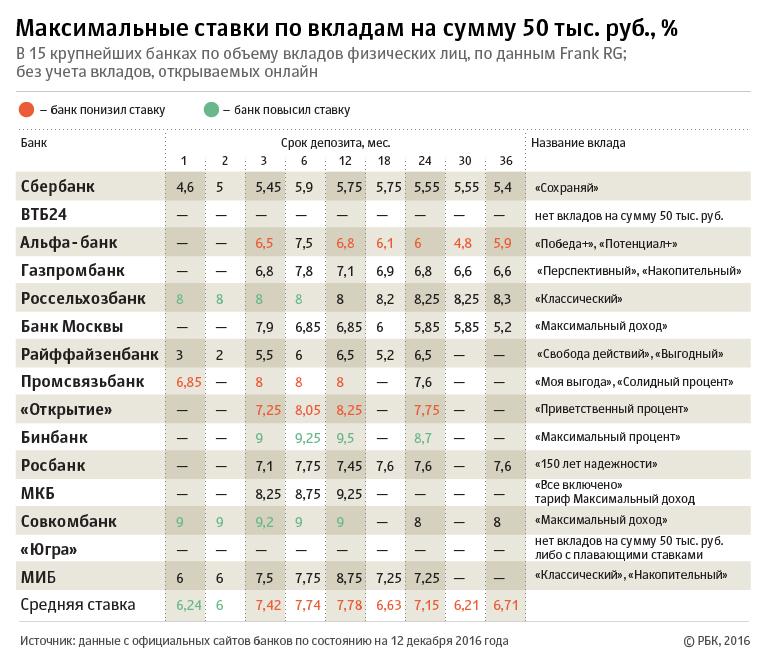 Максимальные ставки по вкладам на сумму 50 тыс. руб., %
В 15 крупнейших банках по объему вкладов физических лиц, по данным Frank RG;
без учета вкладов, открываемых онлайн
– банк понизил ставку – банк повысил ставку
Банк Срок депозита, мес. Название вклада
1 2 3 6 12 18 24 30 36
Сбербанк 4,6 5 5,45 5,9 5,75 5,75 5,55 5,55 5,4 «Сохраняй»
ВТБ24 — — — — — — — — — нет вкладов на сумму 50 тыс. руб.
Альфа-банк — — 6,5 7,5 6,8 6,1 6 4,8 5,9 «Победа+», «Потенциал+»
Газпромбанк — — 6,8 7,8 7,1 6,9 6,8 6,6 6,6 «Перспективный», «Накопительный»
Россельхозбанк 8 8 8 8 8 8,2 8,25 8,25 8,3 «Классический»
Банк Москвы — — 7,9 6,85 6,85 6 5,85 5,85 5,2 «Максимальный доход»
Райффайзенбанк 3 2 5,5 6 6,5 5,2 6,5 — — «Свобода действий», «Выгодный»
Промсвязьбанк 6,85 — 8 8 8 — 7,6 — — «Моя выгода», «Солидный процент»
«Открытие» — — 7,25 8,05 8,25 — 7,75 — — «Приветственный процент»
Бинбанк — — 9 9,25 9,5 — 8,7 — — «Максимальный процент»
Росбанк — — 7,1 7,75 7,45 7,6 7,6 — 7,6 «150 лет надежности»
МКБ — — 8,25 8,75 9,25 — — — — «Все включено»
тариф Максимальный доход
Совкомбанк 9 9 9,2 9 9 — 8 — 8 «Максимальный доход»
«Югра» — — — — — — — — — нет вкладов на сумму 50 тыс. руб.
либо с плавающими ставками
МИБ 6 6 7,5 7,75 8,75 7,25 7,25 — — «Классический», «Накопительный»
Средняя ставка 6,24 6 7,42 7,74 7,78 6,63 7,15 6,21 6,71
Источник: данные с официальных сайтов банков по состоянию на 12 декабря 2016 года © РБК, 2016